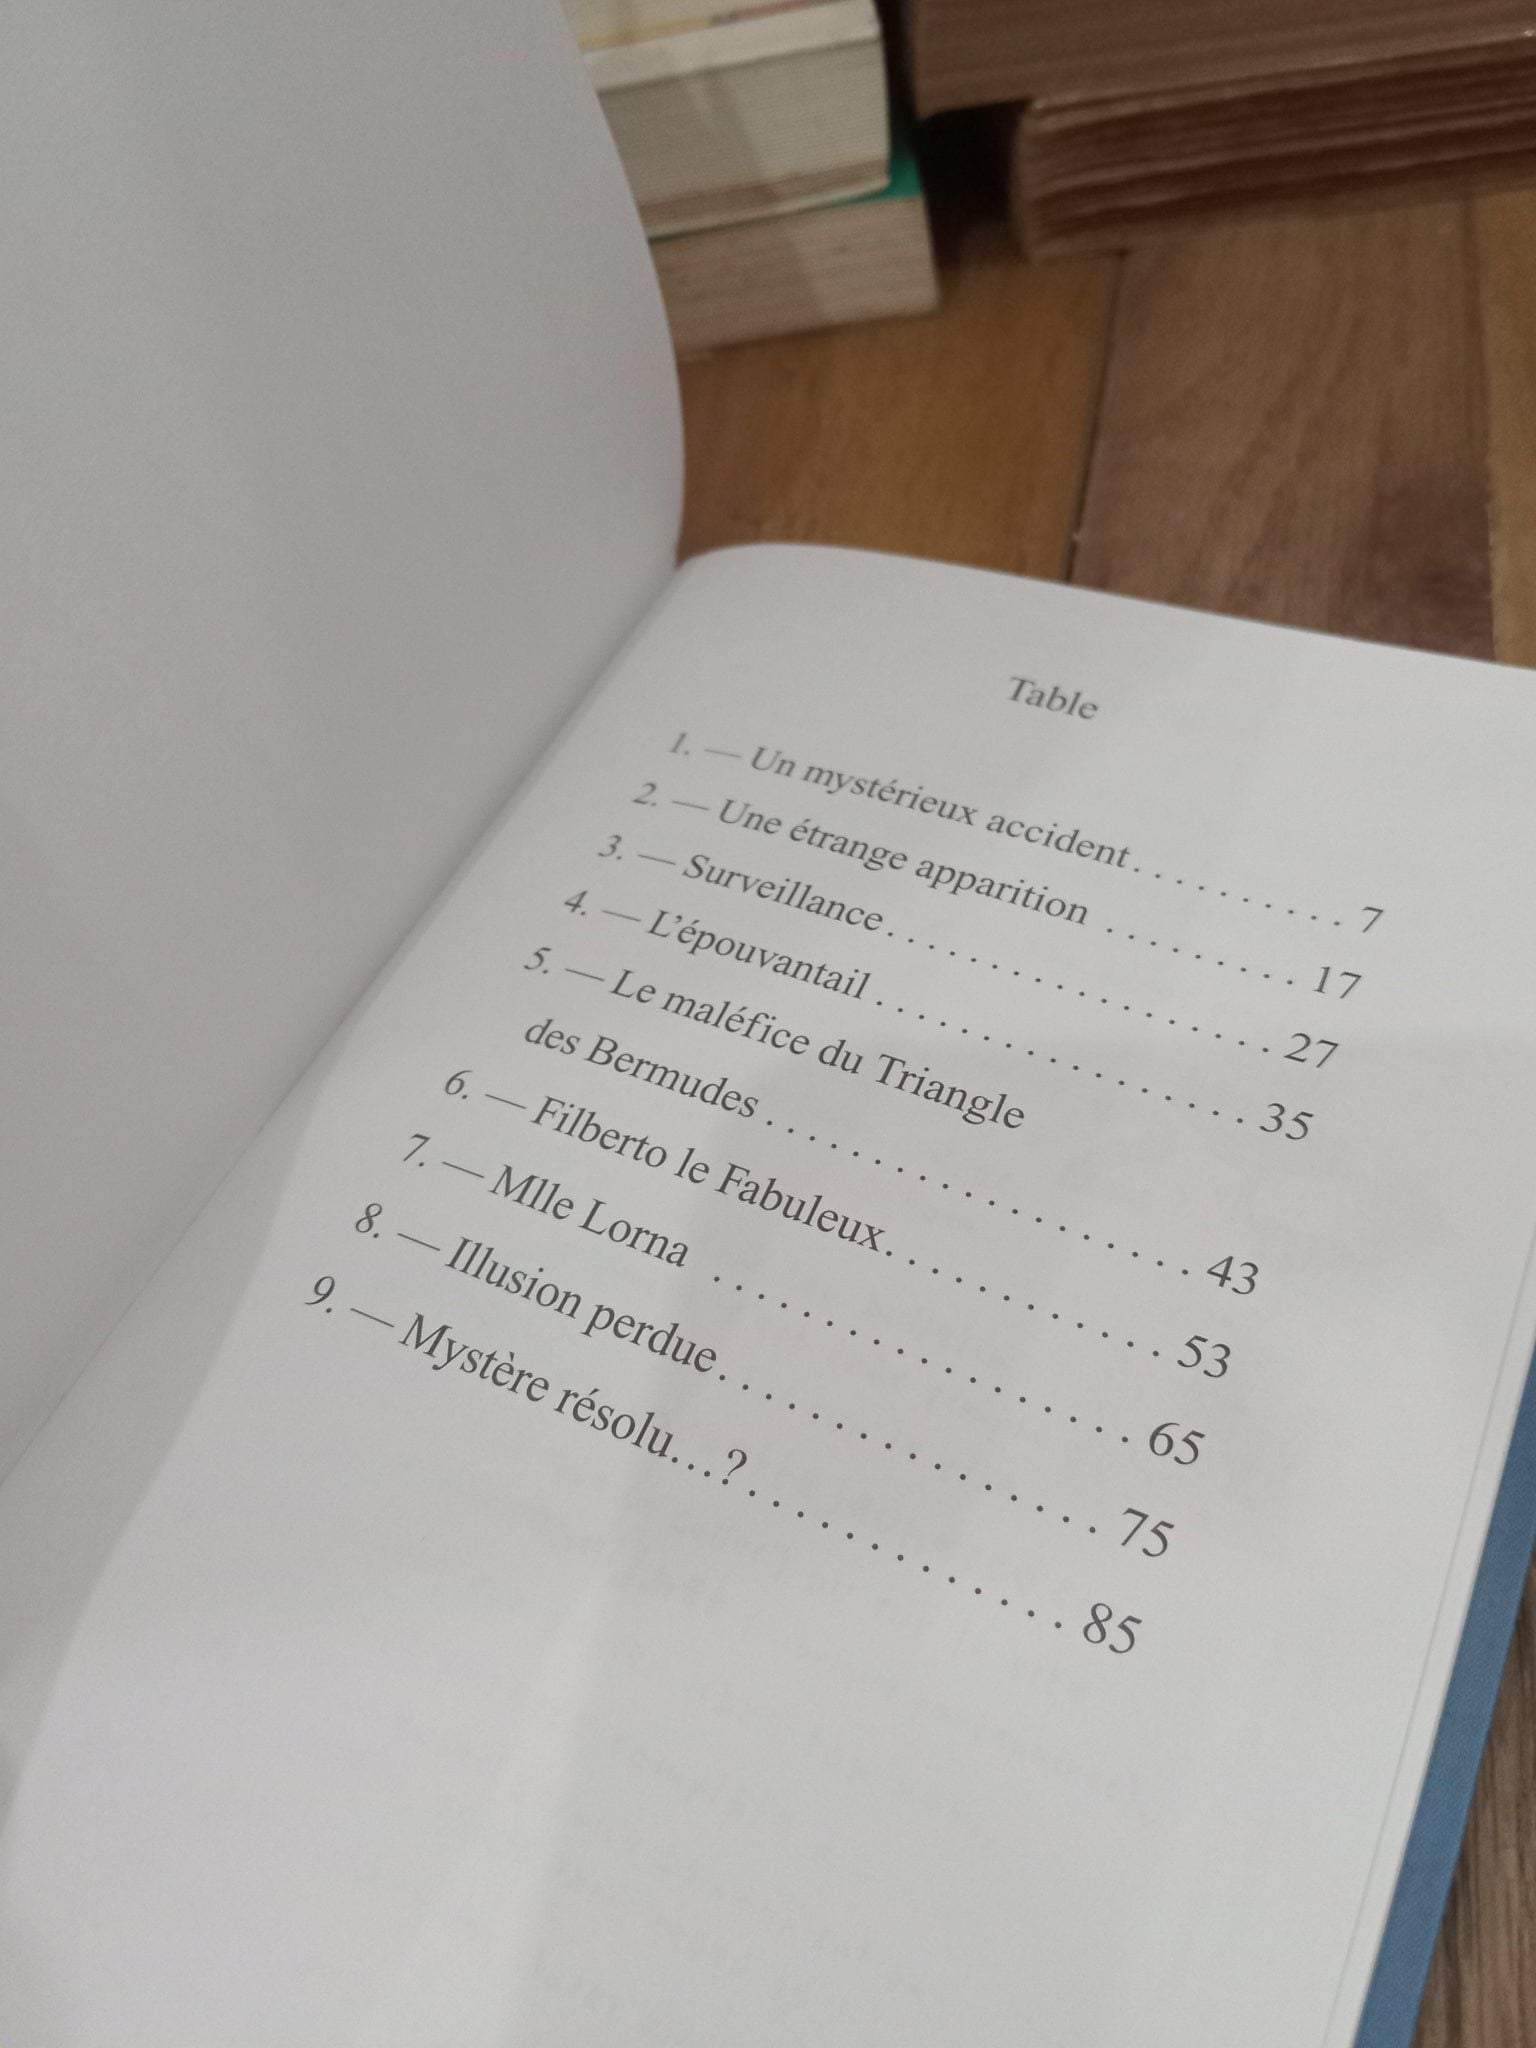 Table
1. — Un mystérieux accident.......... 7
2. — Une étrange apparition ......... 17
3. — Surveillance................. 27
4. — L'épouvantail ................ 35
5. — Le maléfice du Triangle
des Bermudes .................. 43
6. — Filberto le Fabuleux............ 53
7. — Mlle Lorna .................. 65
8. — Illusion perdue................ 75
9. — Mystère résolu...?............. 85